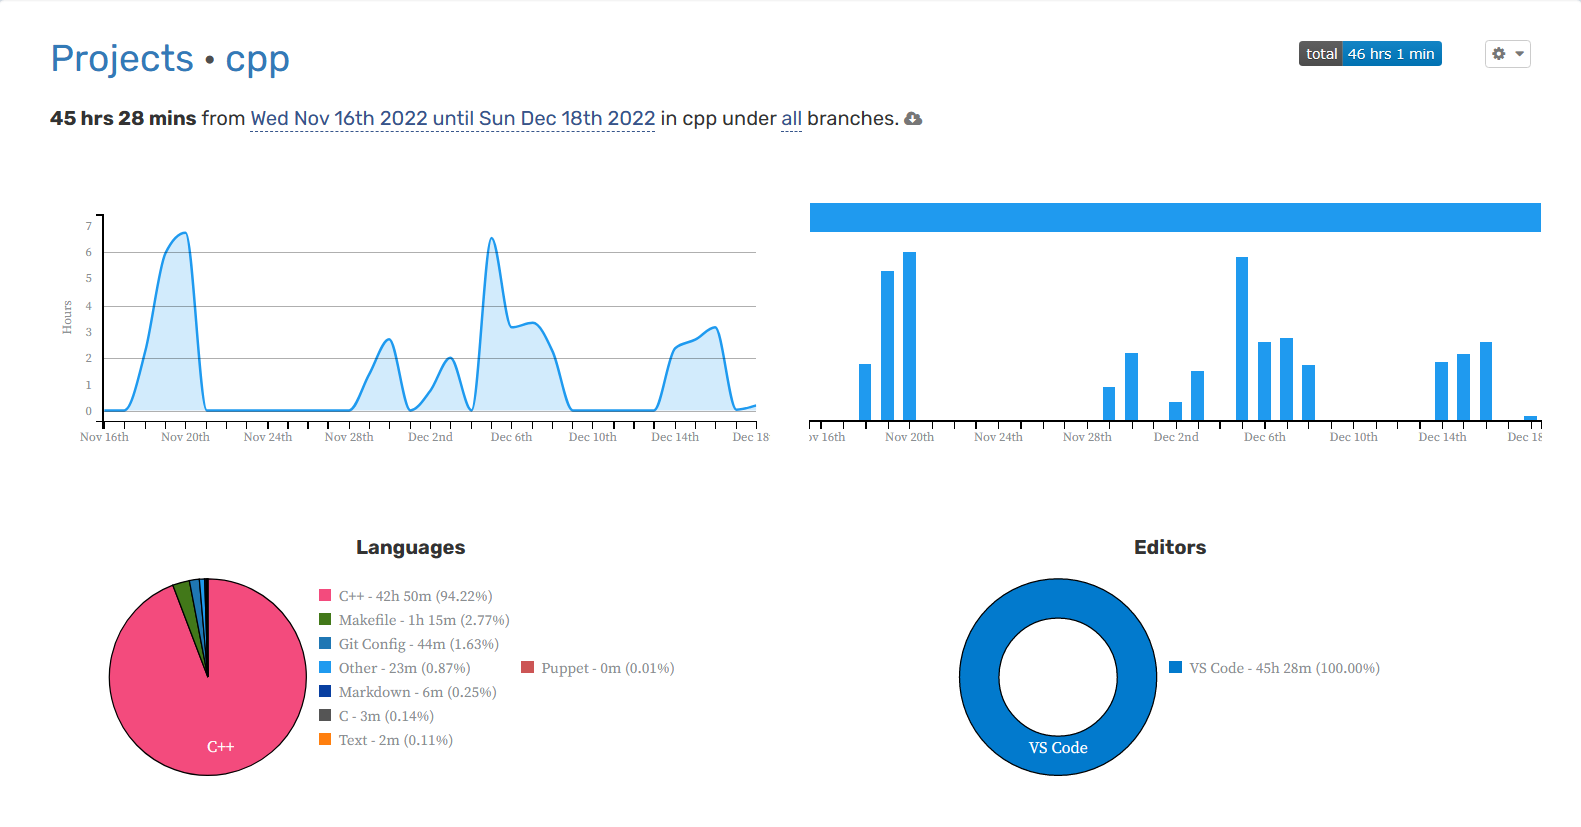 Projects • cpp
total 46 hrs 1 min
45 hrs 28 mins from Wed Nov 16th 2022 until Sun Dec 18th 2022 in cpp under all branches.
Hours
7
6
5
4
3
2
1
0
Nov 16th Nov 20th Nov 24th Nov 28th Dec 2nd Dec 6th Dec 10th Dec 14th Dec 18
ov 16th Nov 20th Nov 24th Nov 28th Dec 2nd Dec 6th Dec 10th Dec 14th Dec 18
Languages
C++
C++ - 42h 50m (94.22%)
Makefile - 1h 15m (2.77%)
Git Config - 44m (1.63%)
Other - 23m (0.87%)
Markdown - 6m (0.25%)
C - 3m (0.14%)
Text - 2m (0.11%)
Puppet - 0m (0.01%)
Editors
VS Code
VS Code - 45h 28m (100.00%)